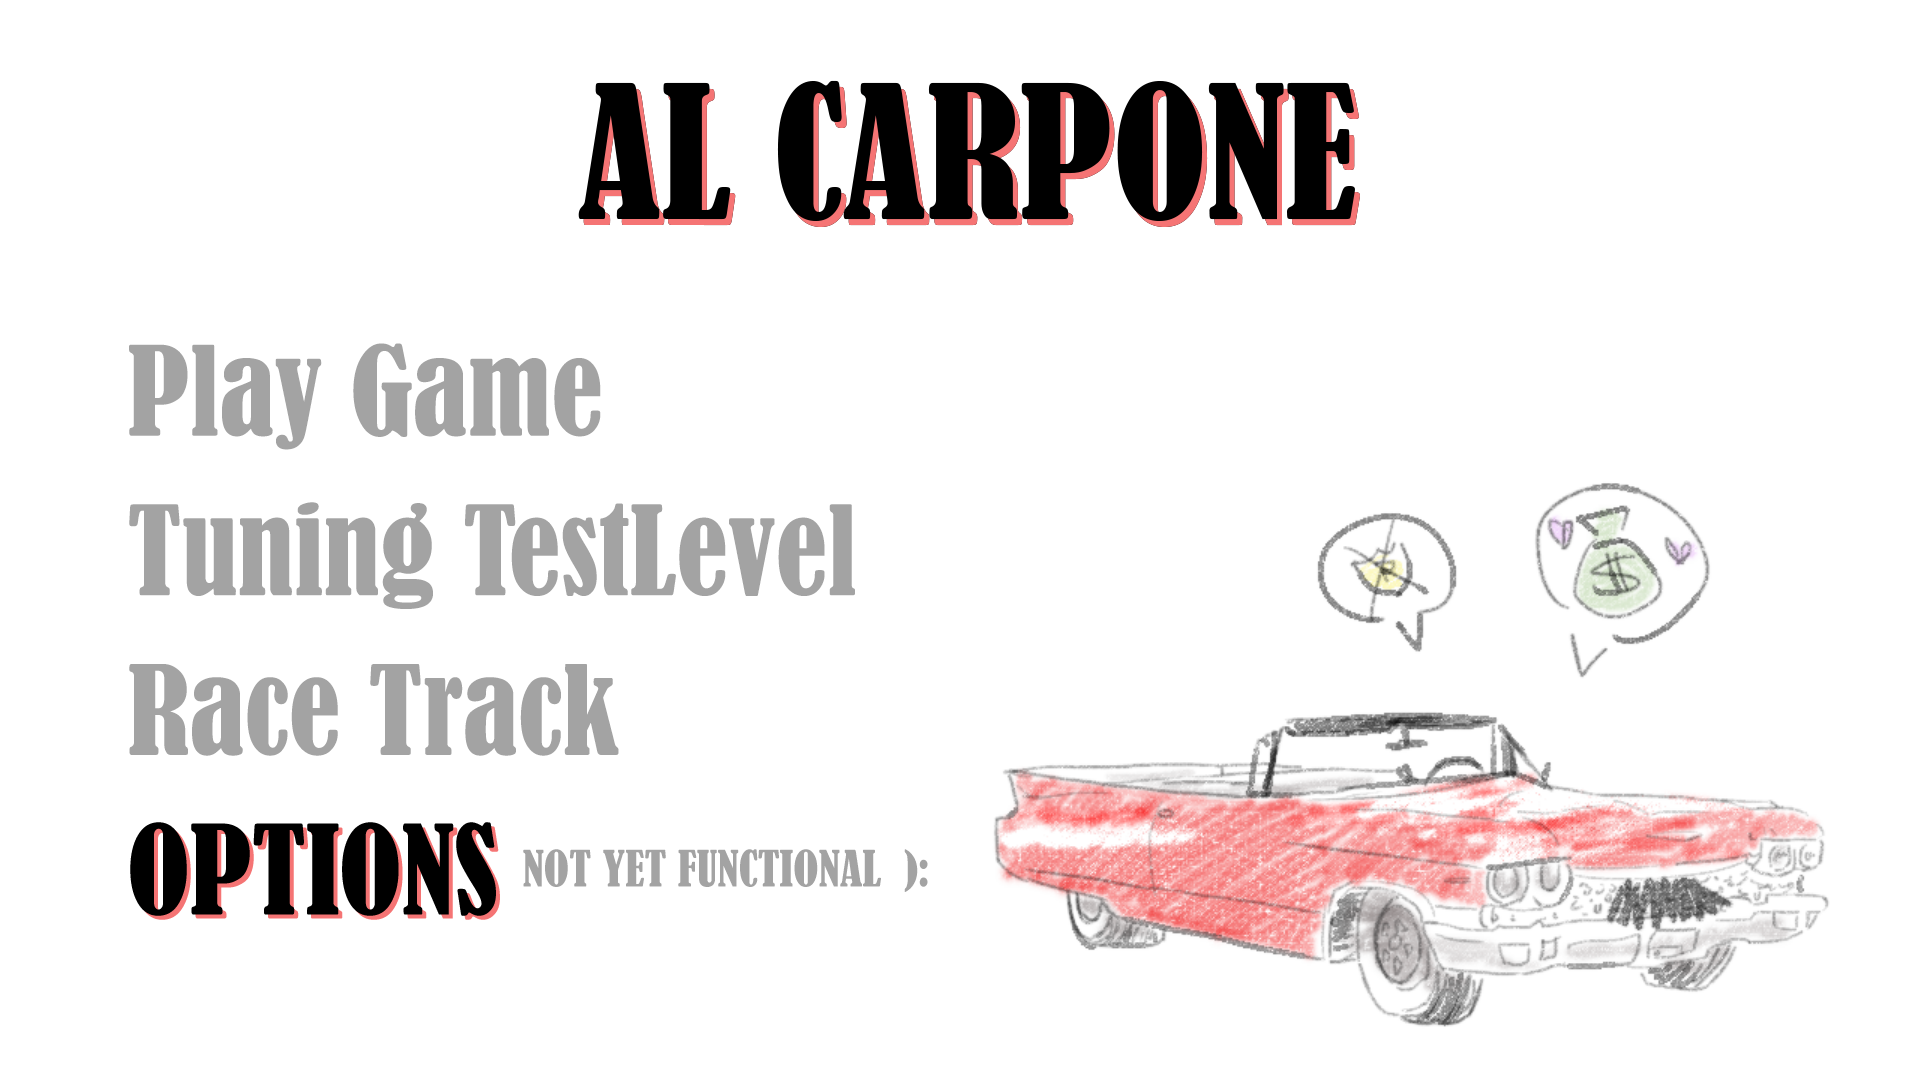 AL CARPONE
Play Game
Tuning TestLevel
Race Track
OPTIONS NOT YET FUNCTIONAL ):
$